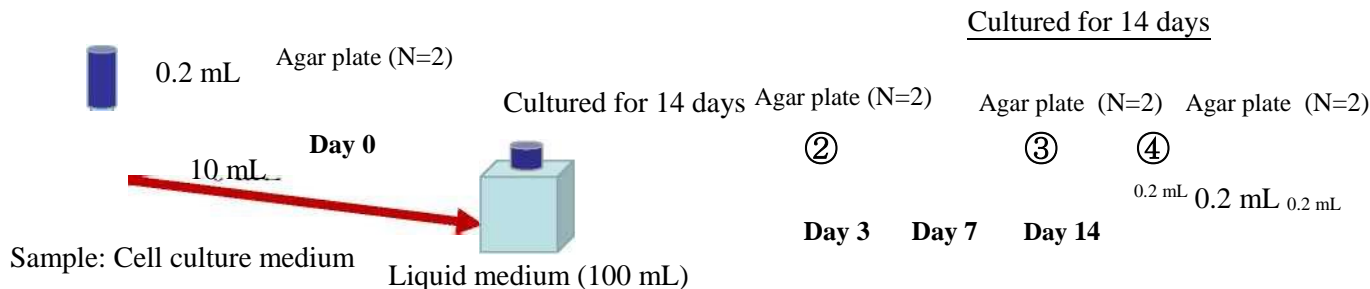 Cultured for 14 days
0.2 mL
Agar plate (N=2)
Cultured for 14 days
Agar plate (N=2)
Agar plate (N=2)
Agar plate (N=2)
Day 0
②
③
④
10 mL
0.2 mL 0.2 mL 0.2 mL
Day 3
Day 7
Day 14
Sample: Cell culture medium
Liquid medium (100 mL)